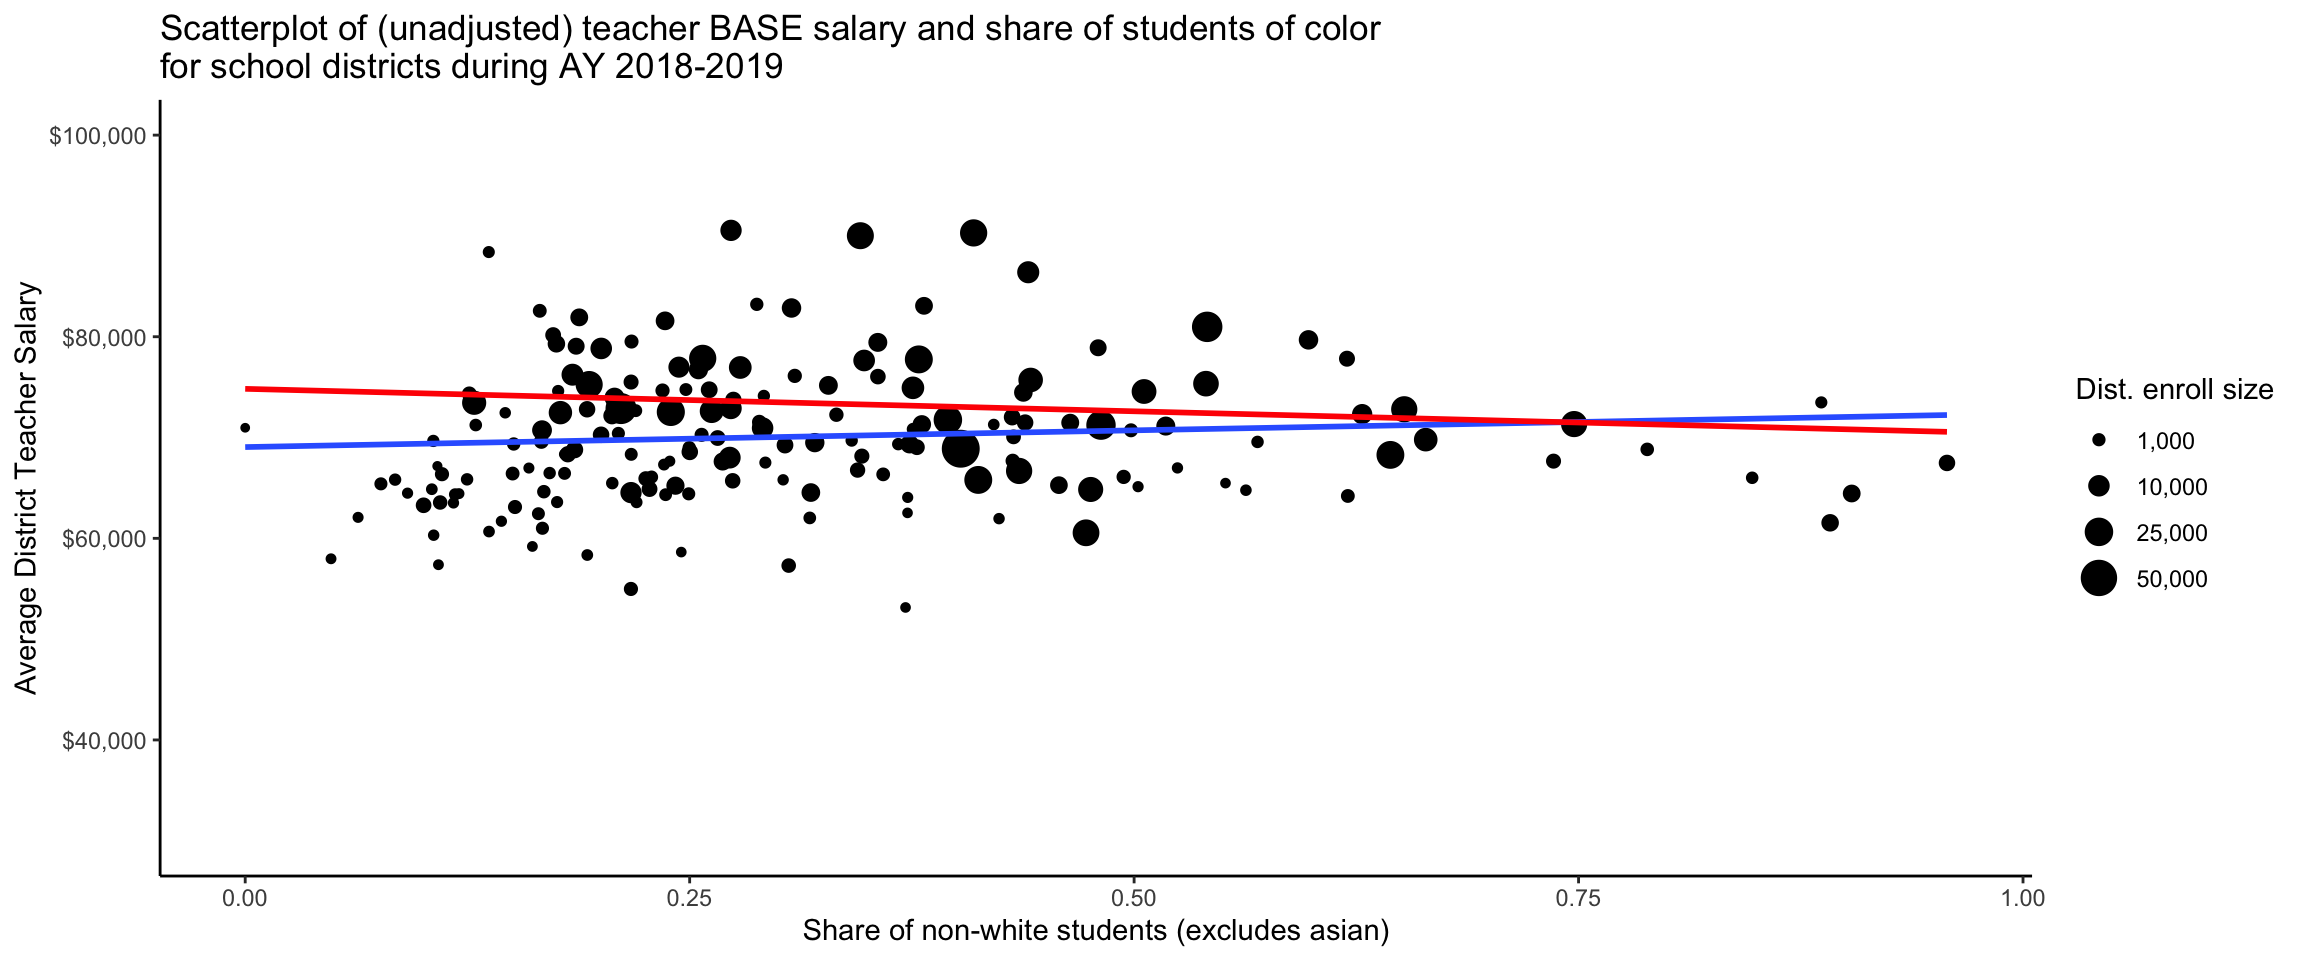 Scatterplot of (unadjusted) teacher BASE salary and share of students of color
for school districts during AY 2018-2019
Average District Teacher Salary
$100,000
$80,000
$60,000
$40,000
0.00
0.25
0.50
0.75
1.00
Share of non-white students (excludes asian)
Dist. enroll size
1,000
10,000
25,000
50,000